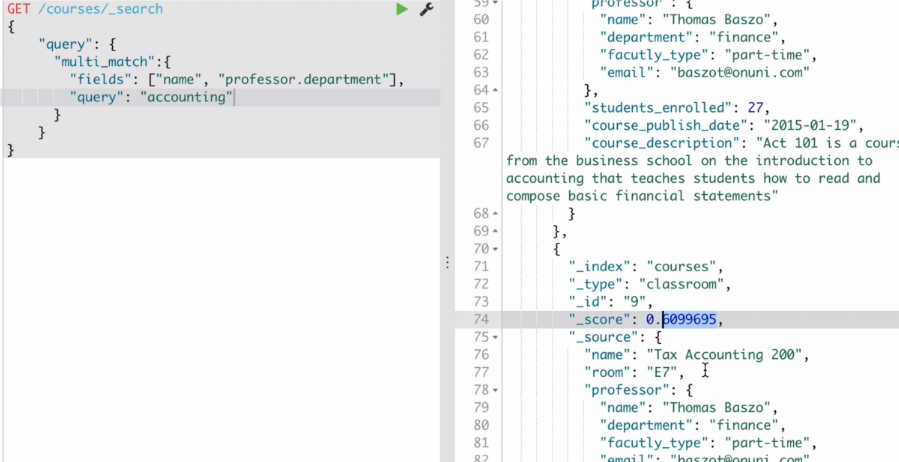 GET /courses/_search
{
"query": {
"multi_match":{
"fields": ["name", "professor.department"],
"query": "accounting"
}
}
}
59 "professor": {
60 "name": "Thomas Baszo",
61 "department": "finance",
62 "facutly_type": "part-time",
63 "email": "baszot@onuni.com"
64 },
65 "students_enrolled": 27,
66 "course_publish_date": "2015-01-19",
67 "course_description": "Act 101 is a cours
from the business school on the introduction to
accounting that teaches students how to read and
compose basic financial statements"
68 }
69 },
70 {
71 "_index": "courses",
72 "_type": "classroom",
73 "_id": "9",
74 "_score": 0.6099695,
75 "_source": {
76 "name": "Tax Accounting 200",
77 "room": "E7",
78 "professor": {
79 "name": "Thomas Baszo",
80 "department": "finance",
81 "facutly_type": "part-time",
82 "email": "baszot@onuni.com"